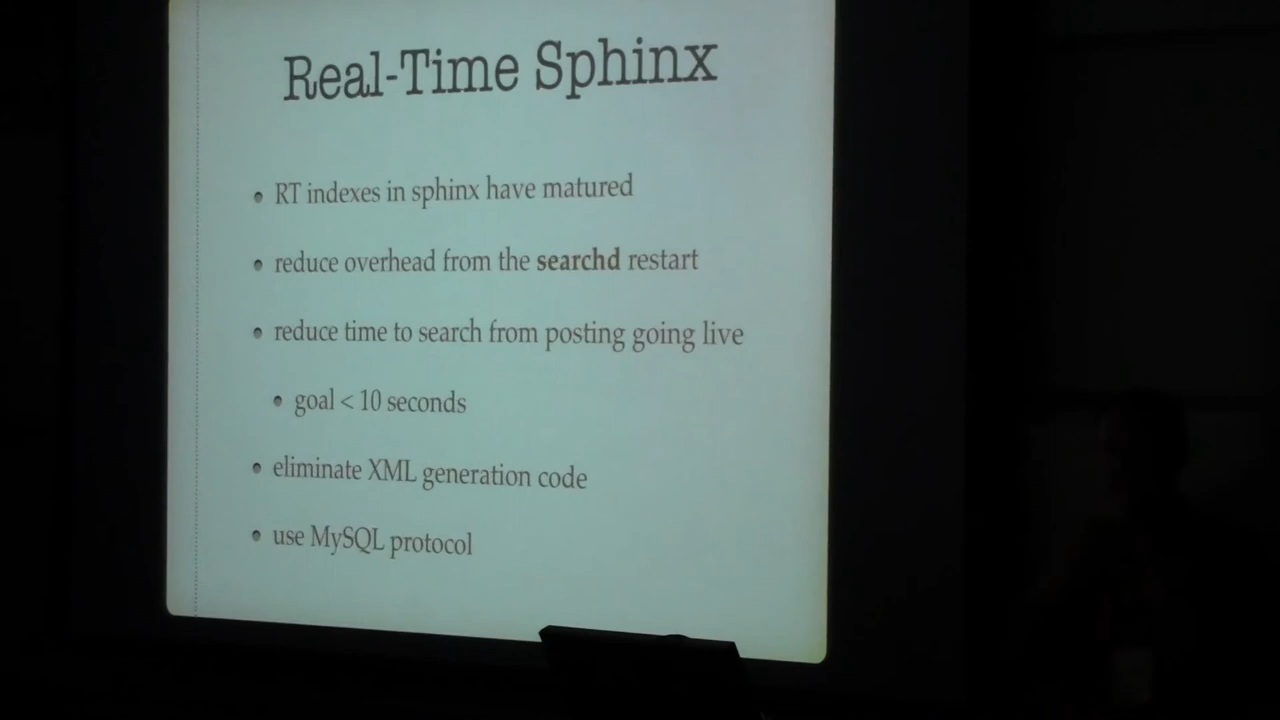 Real-Time Sphinx
RT indexes in sphinx have matured
reduce overhead from the searchd restart
reduce time to search from posting going live
goal < 10 seconds
eliminate XML generation code
use MySQL protocol